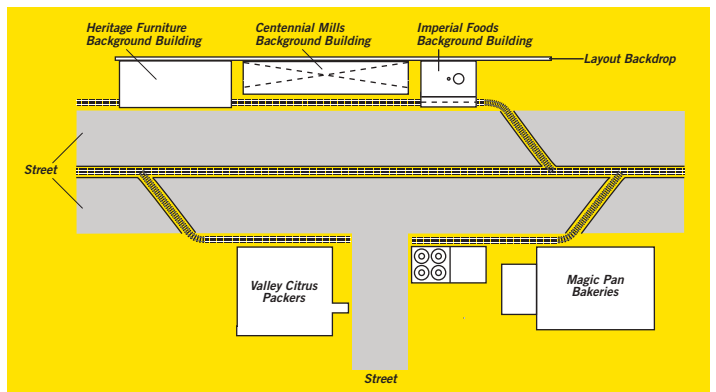 Heritage Furniture
Background Building
Centennial Mills
Background Building
Imperial Foods
Background Building
Layout Backdrop
Street
Valley Citrus
Packers
Magic Pan
Bakeries
Street